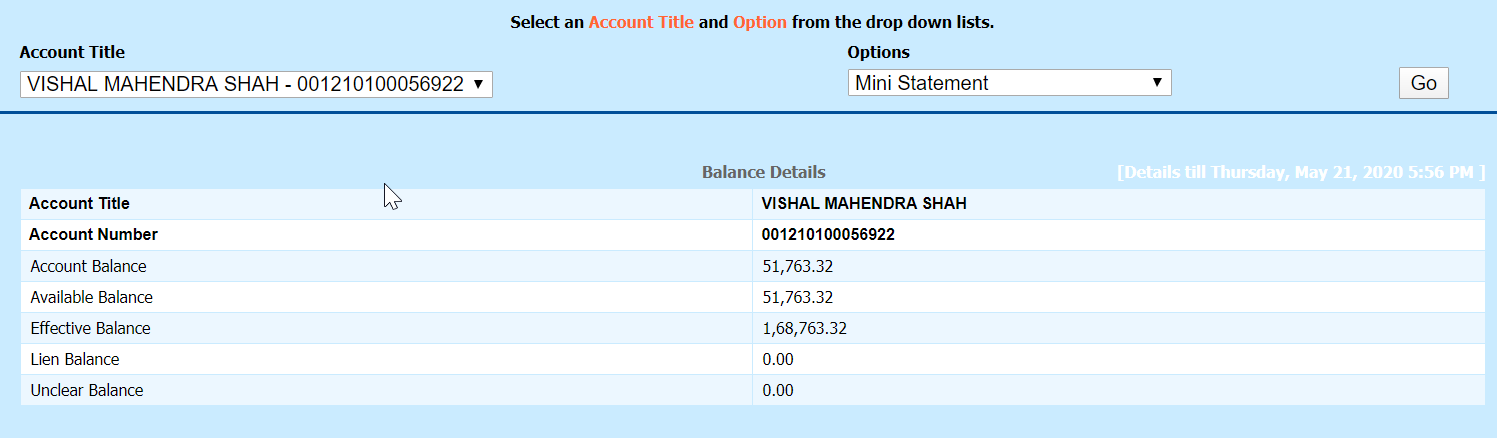 Select an Account Title and Option from the drop down lists.
Account Title Options
VISHAL MAHENDRA SHAH - 001210100056922 Mini Statement Go
Balance Details [Details till Thursday, May 21, 2020 5:56 PM ]
Account Title VISHAL MAHENDRA SHAH
Account Number 001210100056922
Account Balance 51,763.32
Available Balance 51,763.32
Effective Balance 1,68,763.32
Lien Balance 0.00
Unclear Balance 0.00